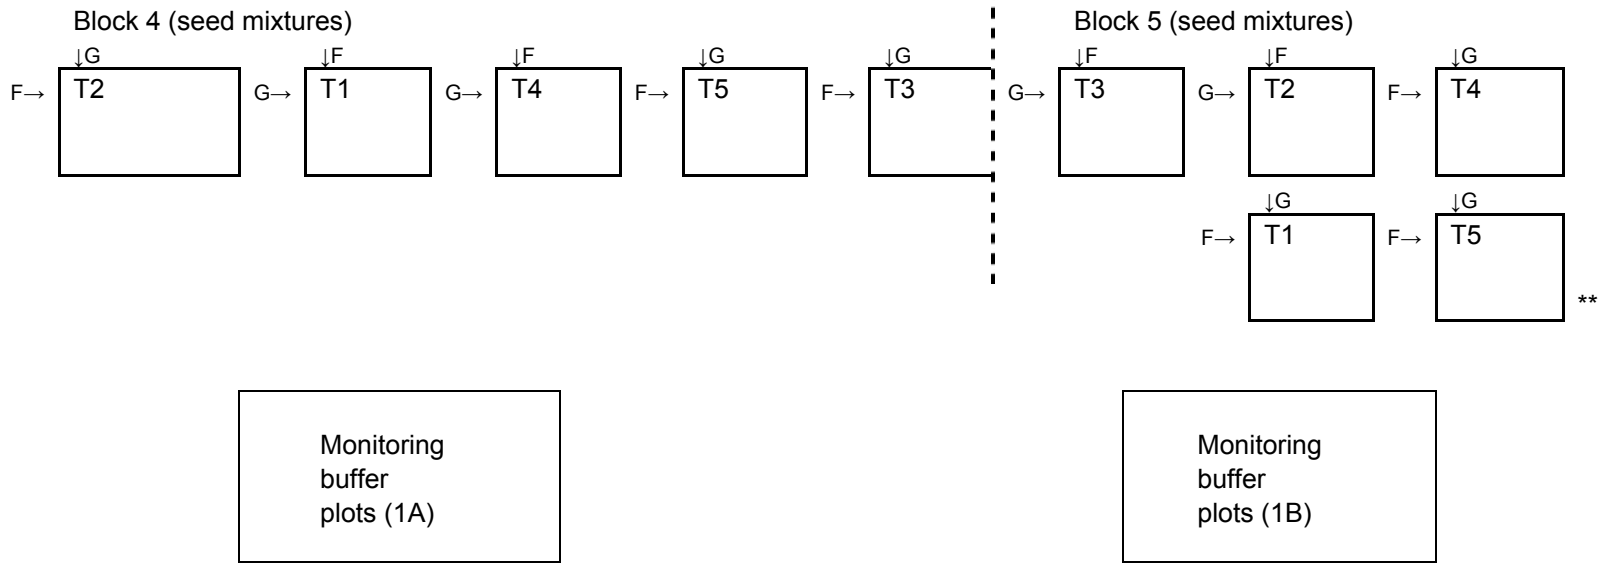 Block 4 (seed mixtures)
Block 5 (seed mixtures)
↓G ↓F ↓F ↓G ↓G ↓F ↓F ↓G
F→ T2 G→ T1 G→ T4 F→ T5 F→ T3 G→ T3 G→ T2 F→ T4
↓G ↓G
F→ T1 F→ T5
**
Monitoring
buffer
plots (1A)
Monitoring
buffer
plots (1B)